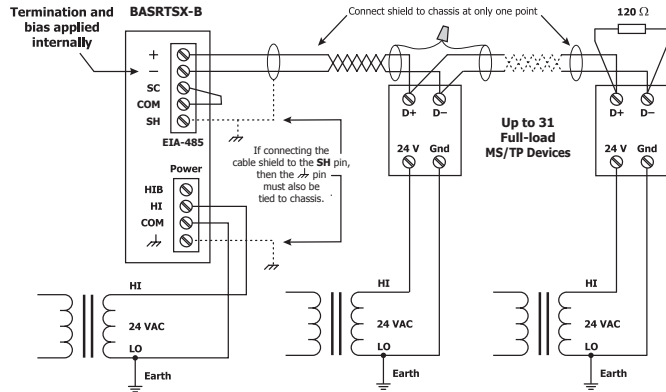 Termination and
bias applied
internally
BASRTSX-B
+
−
SC
COM
SH
EIA-485
Power
HIB
HI
COM
Connect shield to chassis at only one point
120 Ω
D+ D−
24 V Gnd
Up to 31
Full-load
MS/TP Devices
D+ D−
24 V Gnd
If connecting the
cable shield to the SH pin,
then the pin
must also be
tied to chassis.
HI
24 VAC
LO
Earth
HI
24 VAC
LO
Earth
HI
24 VAC
LO
Earth